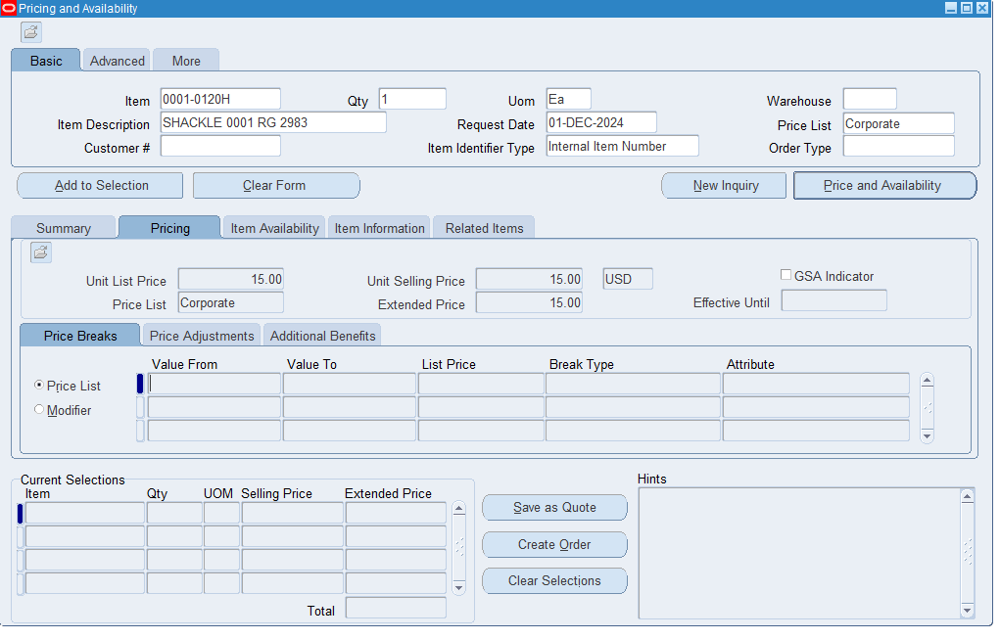 Pricing and Availability
Basic Advanced More
Item 0001-0120H Qty 1 Uom Ea Warehouse
Item Description SHACKLE 0001 RG 2983 Request Date 01-DEC-2024 Price List Corporate
Customer # Item Identifier Type Internal Item Number Order Type
Add to Selection Clear Form New Inquiry Price and Availability
Summary Pricing Item Availability Item Information Related Items
Unit List Price 15.00 Unit Selling Price 15.00 USD GSA Indicator
Price List Corporate Extended Price 15.00 Effective Until
Price Breaks Price Adjustments Additional Benefits
Value From Value To List Price Break Type Attribute
Price List
Modifier
Current Selections
Item Qty UOM Selling Price Extended Price
Total
Save as Quote
Create Order
Clear Selections
Hints